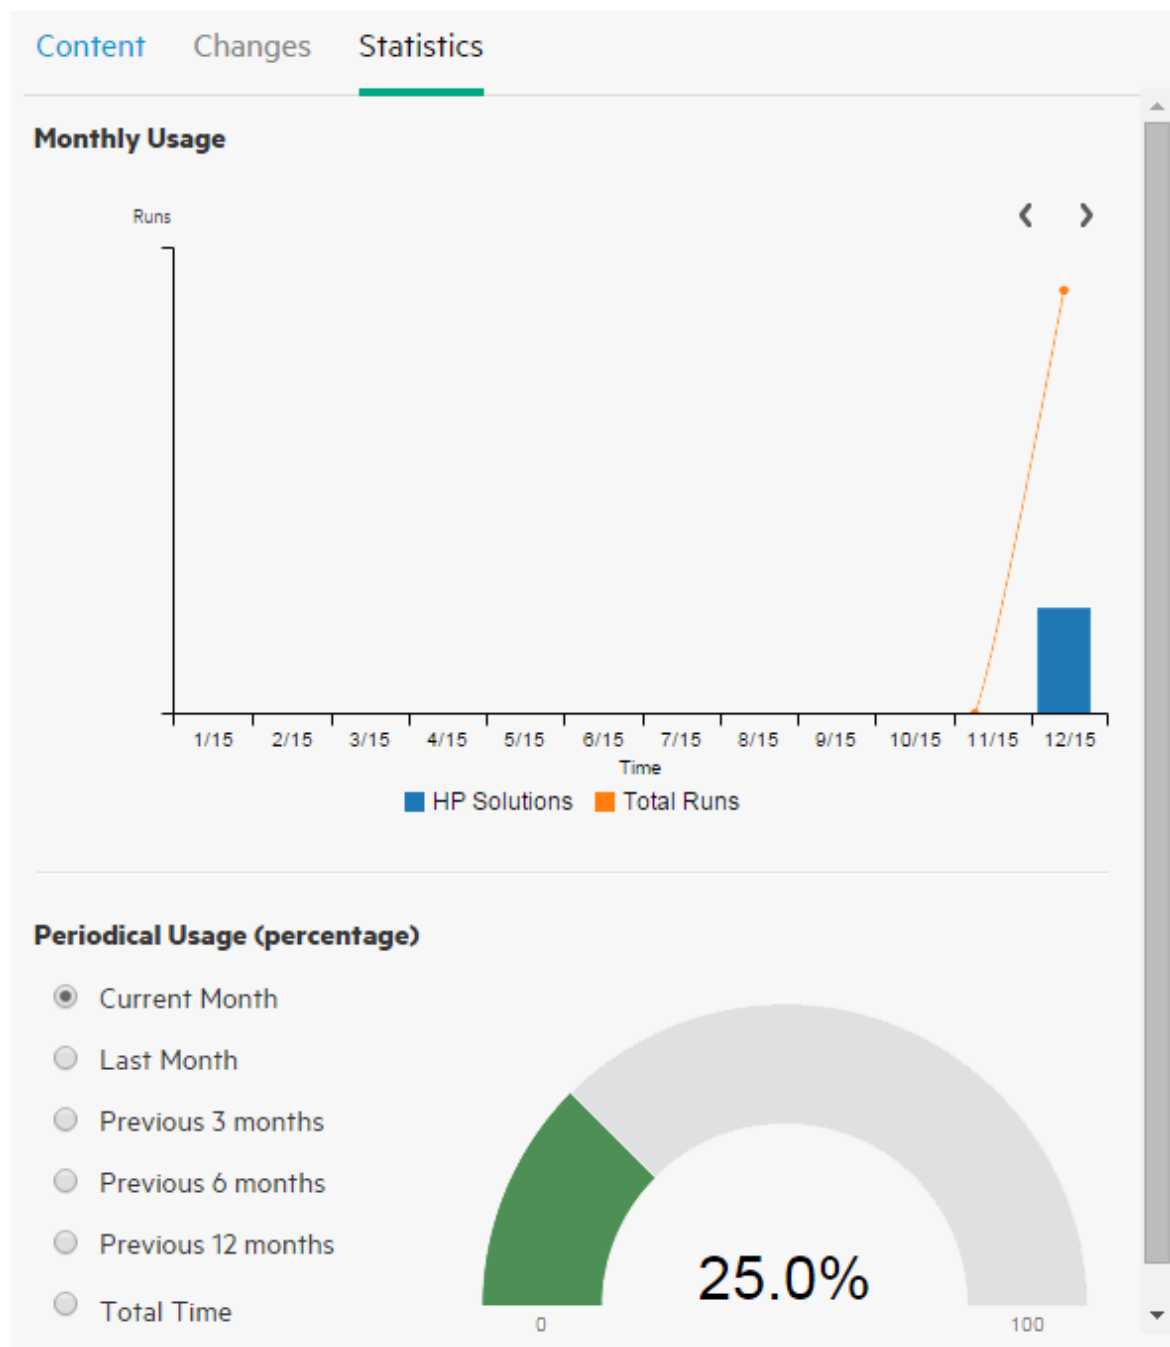 Content Changes Statistics
Monthly Usage
Runs
1/15 2/15 3/15 4/15 5/15 6/15 7/15 8/15 9/15 10/15 11/15 12/15
Time
HP Solutions Total Runs
Periodical Usage (percentage)
Current Month
Last Month
Previous 3 months
Previous 6 months
Previous 12 months
Total Time
25.0%
0 100